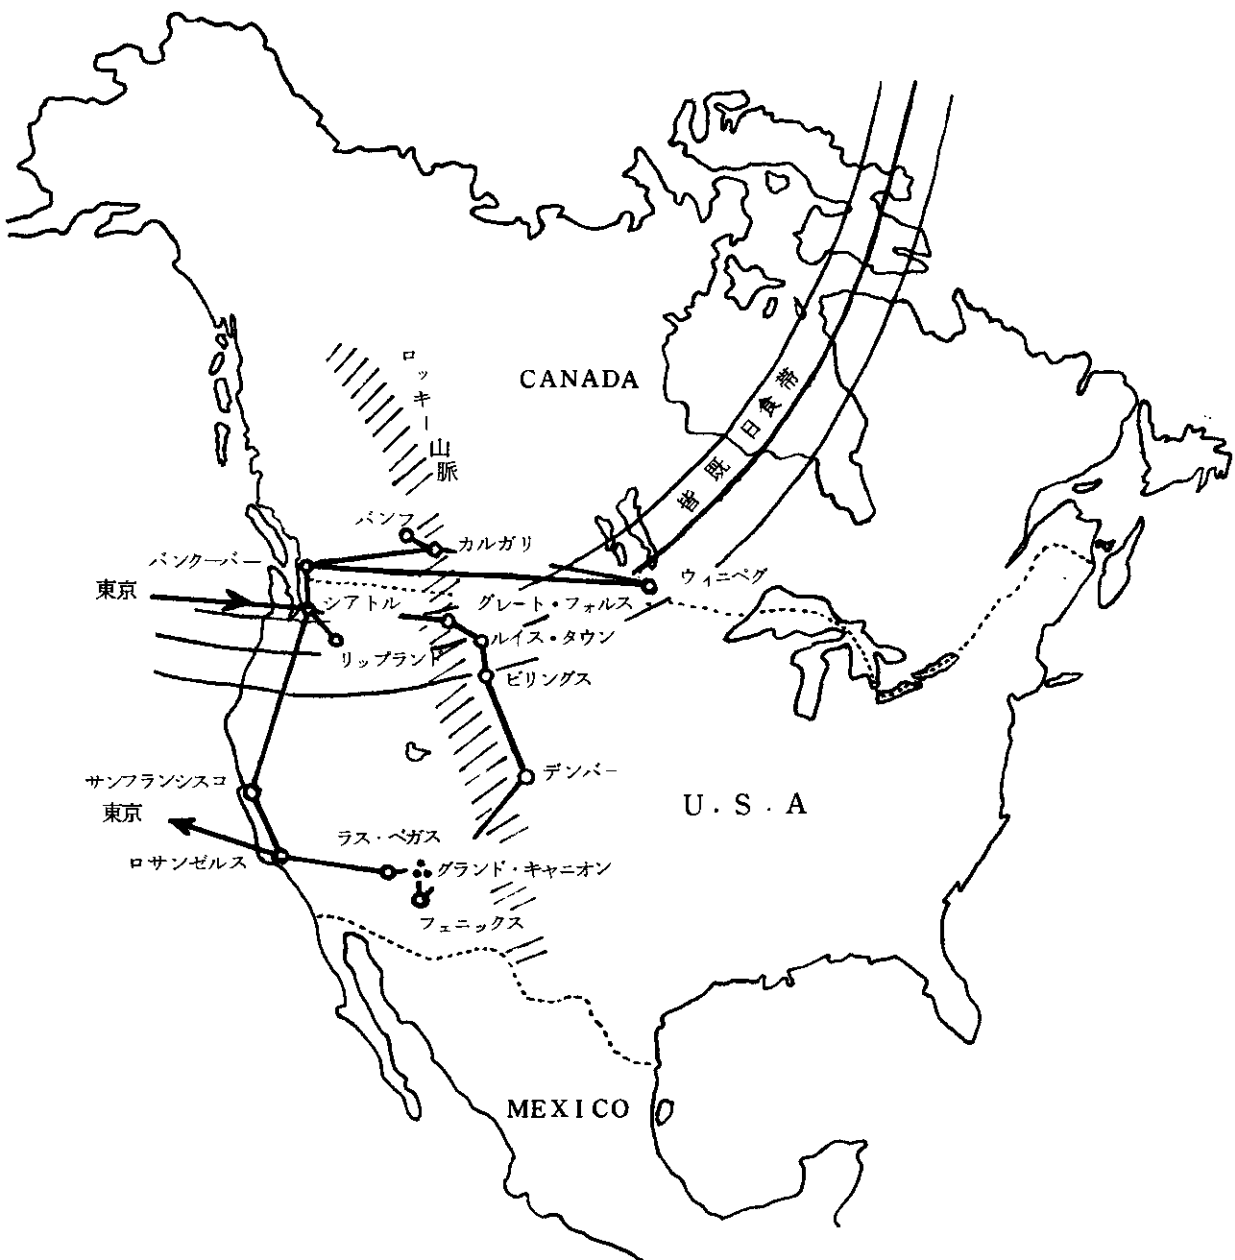 ロッキー山脈
CANADA
皆既日食帯
バンフ
カルガリ
バンクーバー
ウィニペグ
東京
シアトル
グレート・フォルス
ルイス・タウン
リップランド
ビリングス
デンバー
サンフランシスコ
東京
U.S.A
ラス・ベガス
ロサンゼルス
グランド・キャニオン
フェニックス
MEXICO